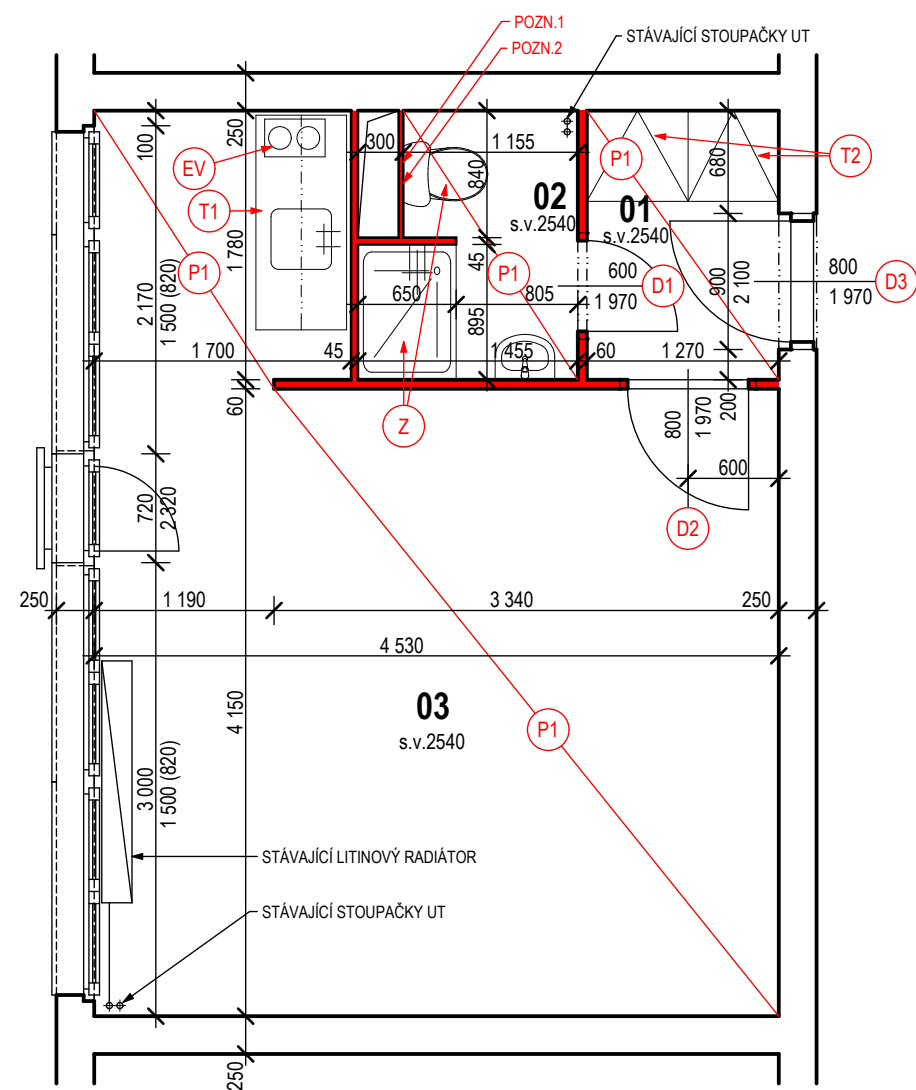 POZN.1
POZN.2
STÁVAJÍCÍ STOUPAČKY UT
100
250
EV
300
1 155
P1
T2
680
840
T1
02
s.v.2540
01
s.v.2540
1 780
P1
2 170
1 500 (820)
45
P1
600
1 970
D1
900
2 100
800
1 970
D3
650
805
895
1 700
45
1 455
60
1 270
60
Z
800
1 970
200
600
D2
720
2 320
250
1 190
3 340
250
4 530
03
s.v.2540
P1
4 150
3 000
1 500 (820)
STÁVAJÍCÍ LITINOVÝ RADIÁTOR
STÁVAJÍCÍ STOUPAČKY UT
250